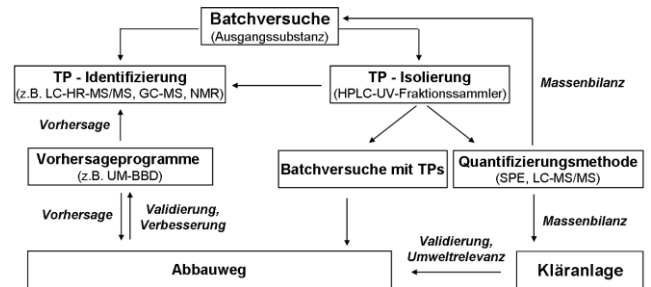 Batchversuche
(Ausgangssubstanz)
TP - Identifizierung
(z.B. LC-HR-MS/MS, GC-MS, NMR)
TP - Isolierung
(HPLC-UV-Fraktionssammler)
Massenbilanz
Vorhersage
Vorhersageprogramme
(z.B. UM-BBD)
Batchversuche mit TPs
Quantifizierungsmethode
(SPE, LC-MS/MS)
Vorhersage
Validierung,
Verbesserung
Massenbilanz
Validierung,
Umweltrelevanz
Abbauweg
Kläranlage